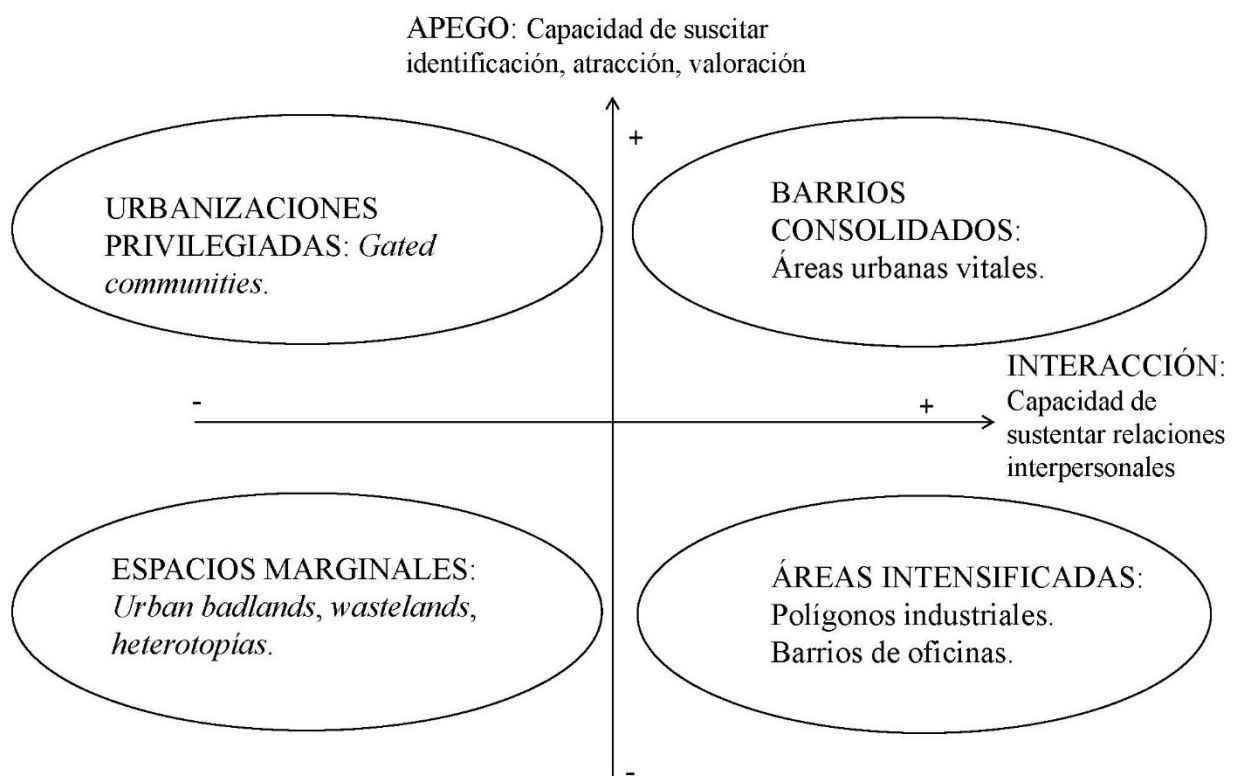 APEGO: Capacidad de suscitar
identificación, atracción, valoración
+
URBANIZACIONES
PRIVILEGIADAS: Gated
communities.
BARRIOS
CONSOLIDADOS:
Áreas urbanas vitales.
-
+
INTERACCIÓN:
Capacidad de
sustentar relaciones
interpersonales
ESPACIOS MARGINALES:
Urban badlands, wastelands,
heterotopías.
ÁREAS INTENSIFICADAS:
Polígonos industriales.
Barrios de oficinas.
-